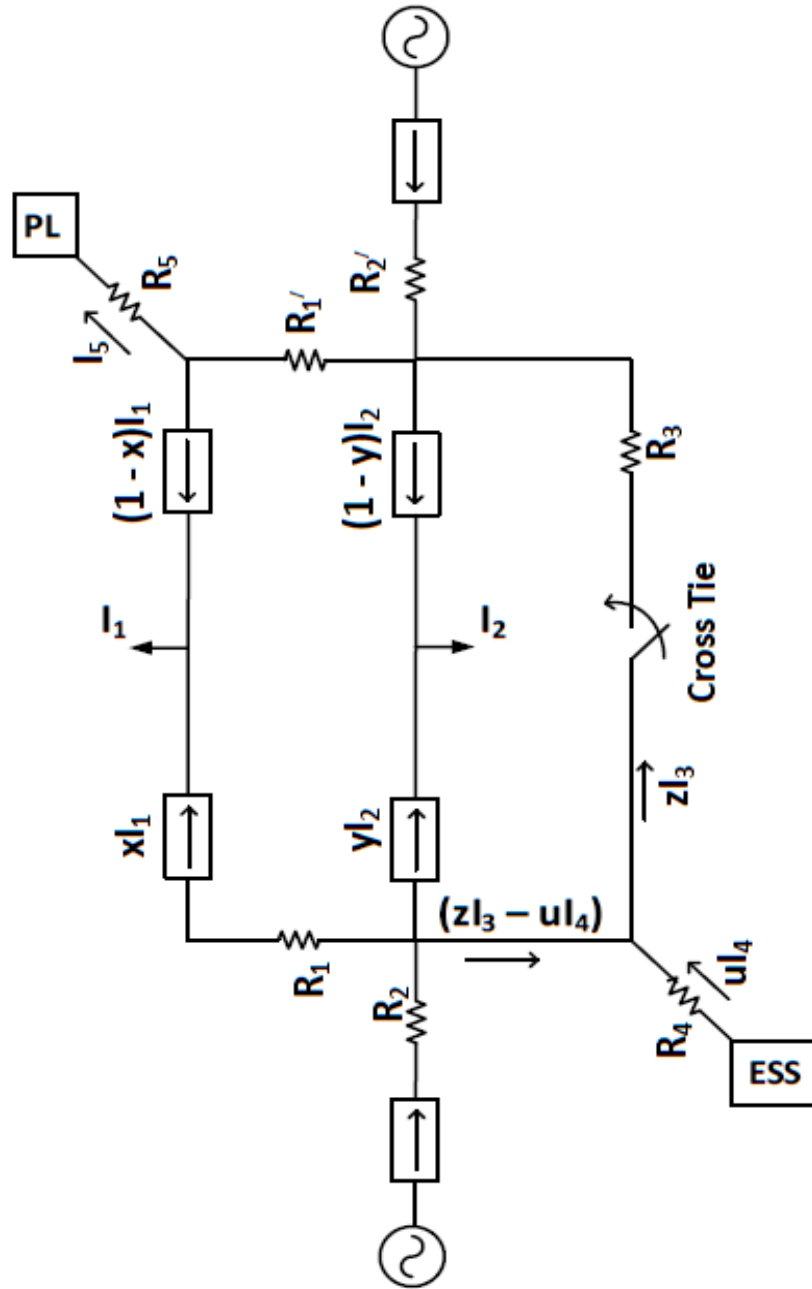 PL
R₅
I₅
R₁′
R₂′
(1 - x)I₁
(1 - y)I₂
R₃
I₁
I₂
Cross Tie
xI₁
yI₂
zI₃
(zI₃ – uI₄)
R₁
R₂
uI₄
R₄
ESS